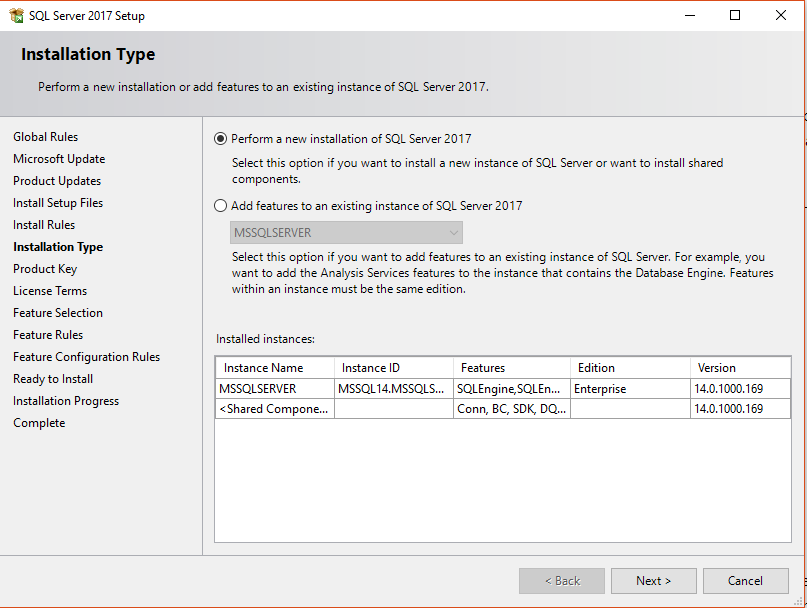 SQL Server 2017 Setup
Installation Type
Perform a new installation or add features to an existing instance of SQL Server 2017.
Global Rules
Microsoft Update
Product Updates
Install Setup Files
Install Rules
Installation Type
Product Key
License Terms
Feature Selection
Feature Rules
Feature Configuration Rules
Ready to Install
Installation Progress
Complete
Perform a new installation of SQL Server 2017
Select this option if you want to install a new instance of SQL Server or want to install shared
components.
Add features to an existing instance of SQL Server 2017
MSSQLSERVER
Select this option if you want to add features to an existing instance of SQL Server. For example, you
want to add the Analysis Services features to the instance that contains the Database Engine. Features
within an instance must be the same edition.
Installed instances:
Instance Name Instance ID Features Edition Version
MSSQLSERVER MSSQL14.MSSQLS... SQLEngine,SQLEn... Enterprise 14.0.1000.169
<Shared Compone... Conn, BC, SDK, DQ... 14.0.1000.169
< Back Next > Cancel